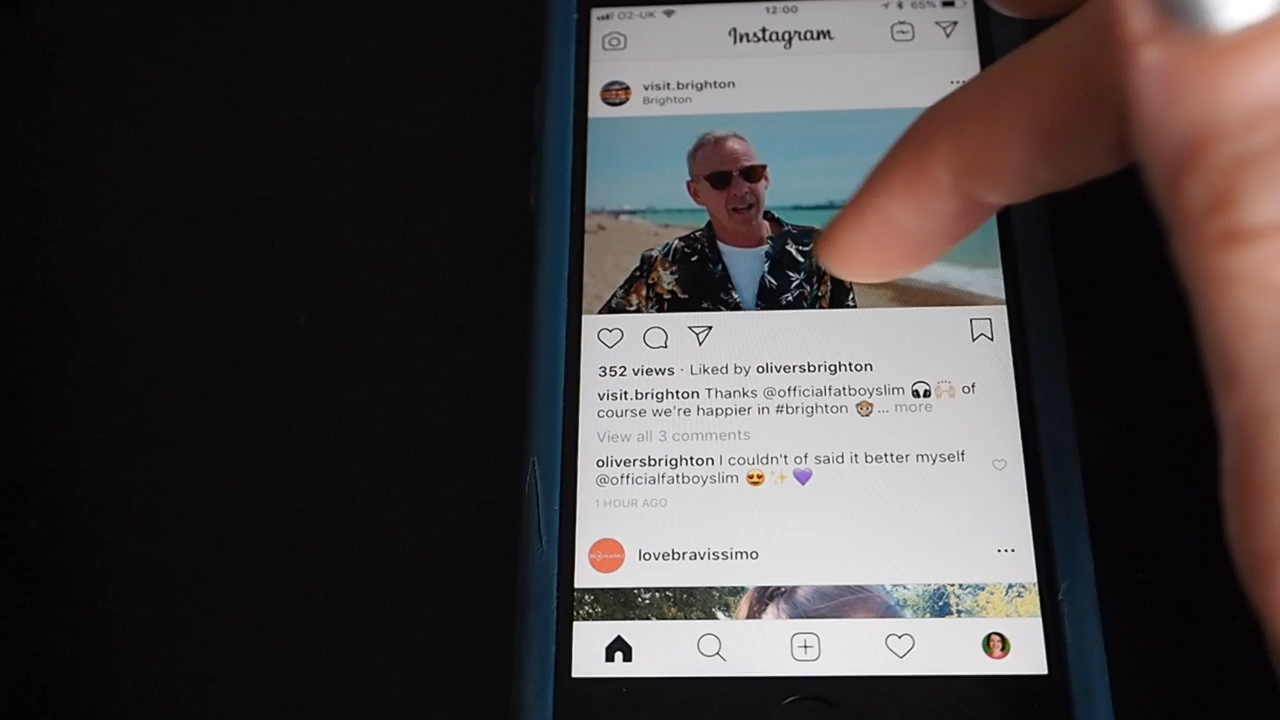 O2-UK 12:00 65%
Instagram
visit.brighton
Brighton
352 views · Liked by oliversbrighton
visit.brighton Thanks @officialfatboyslim 🎧🙌🏻 of
course we're happier in #brighton 🐵... more
View all 3 comments
oliversbrighton I couldn't of said it better myself
@officialfatboyslim 😍✨💜
1 HOUR AGO
lovebravissimo